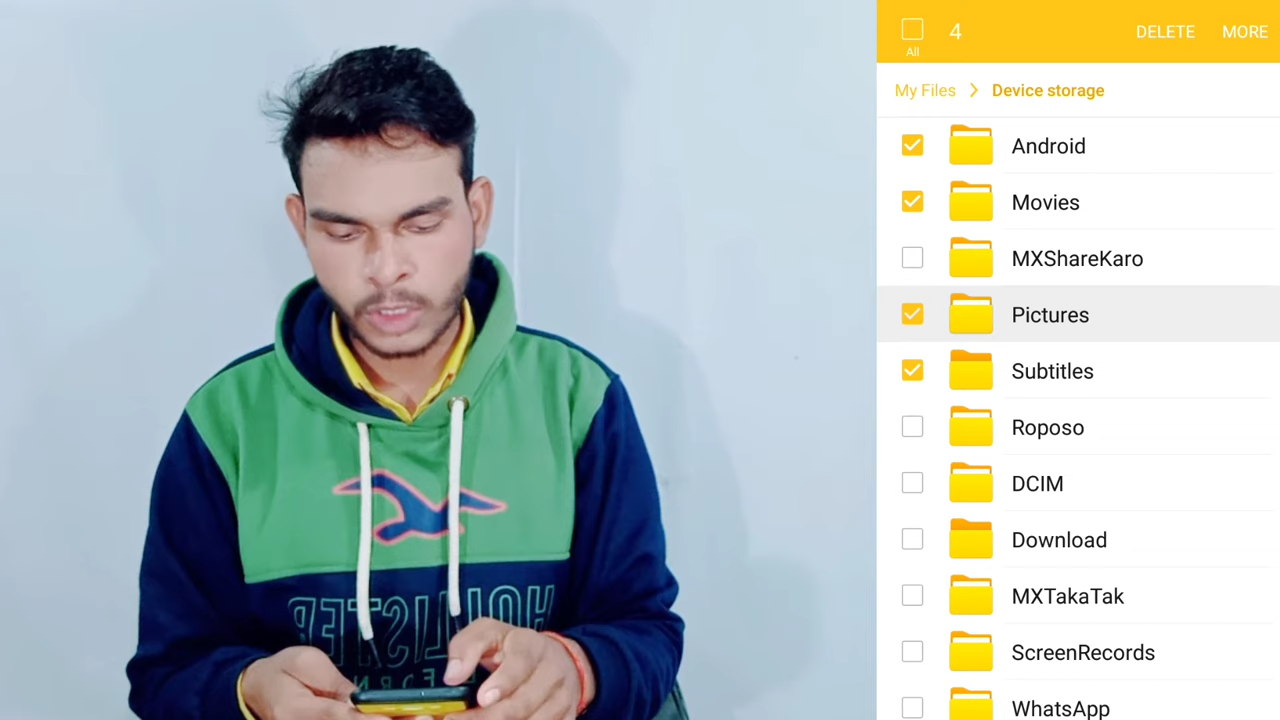 HOLLISTER
4
DELETE
MORE
All
My Files
Device storage
Android
Movies
MXShareKaro
Pictures
Subtitles
Roposo
DCIM
Download
MXTakaTak
ScreenRecords
WhatsApp